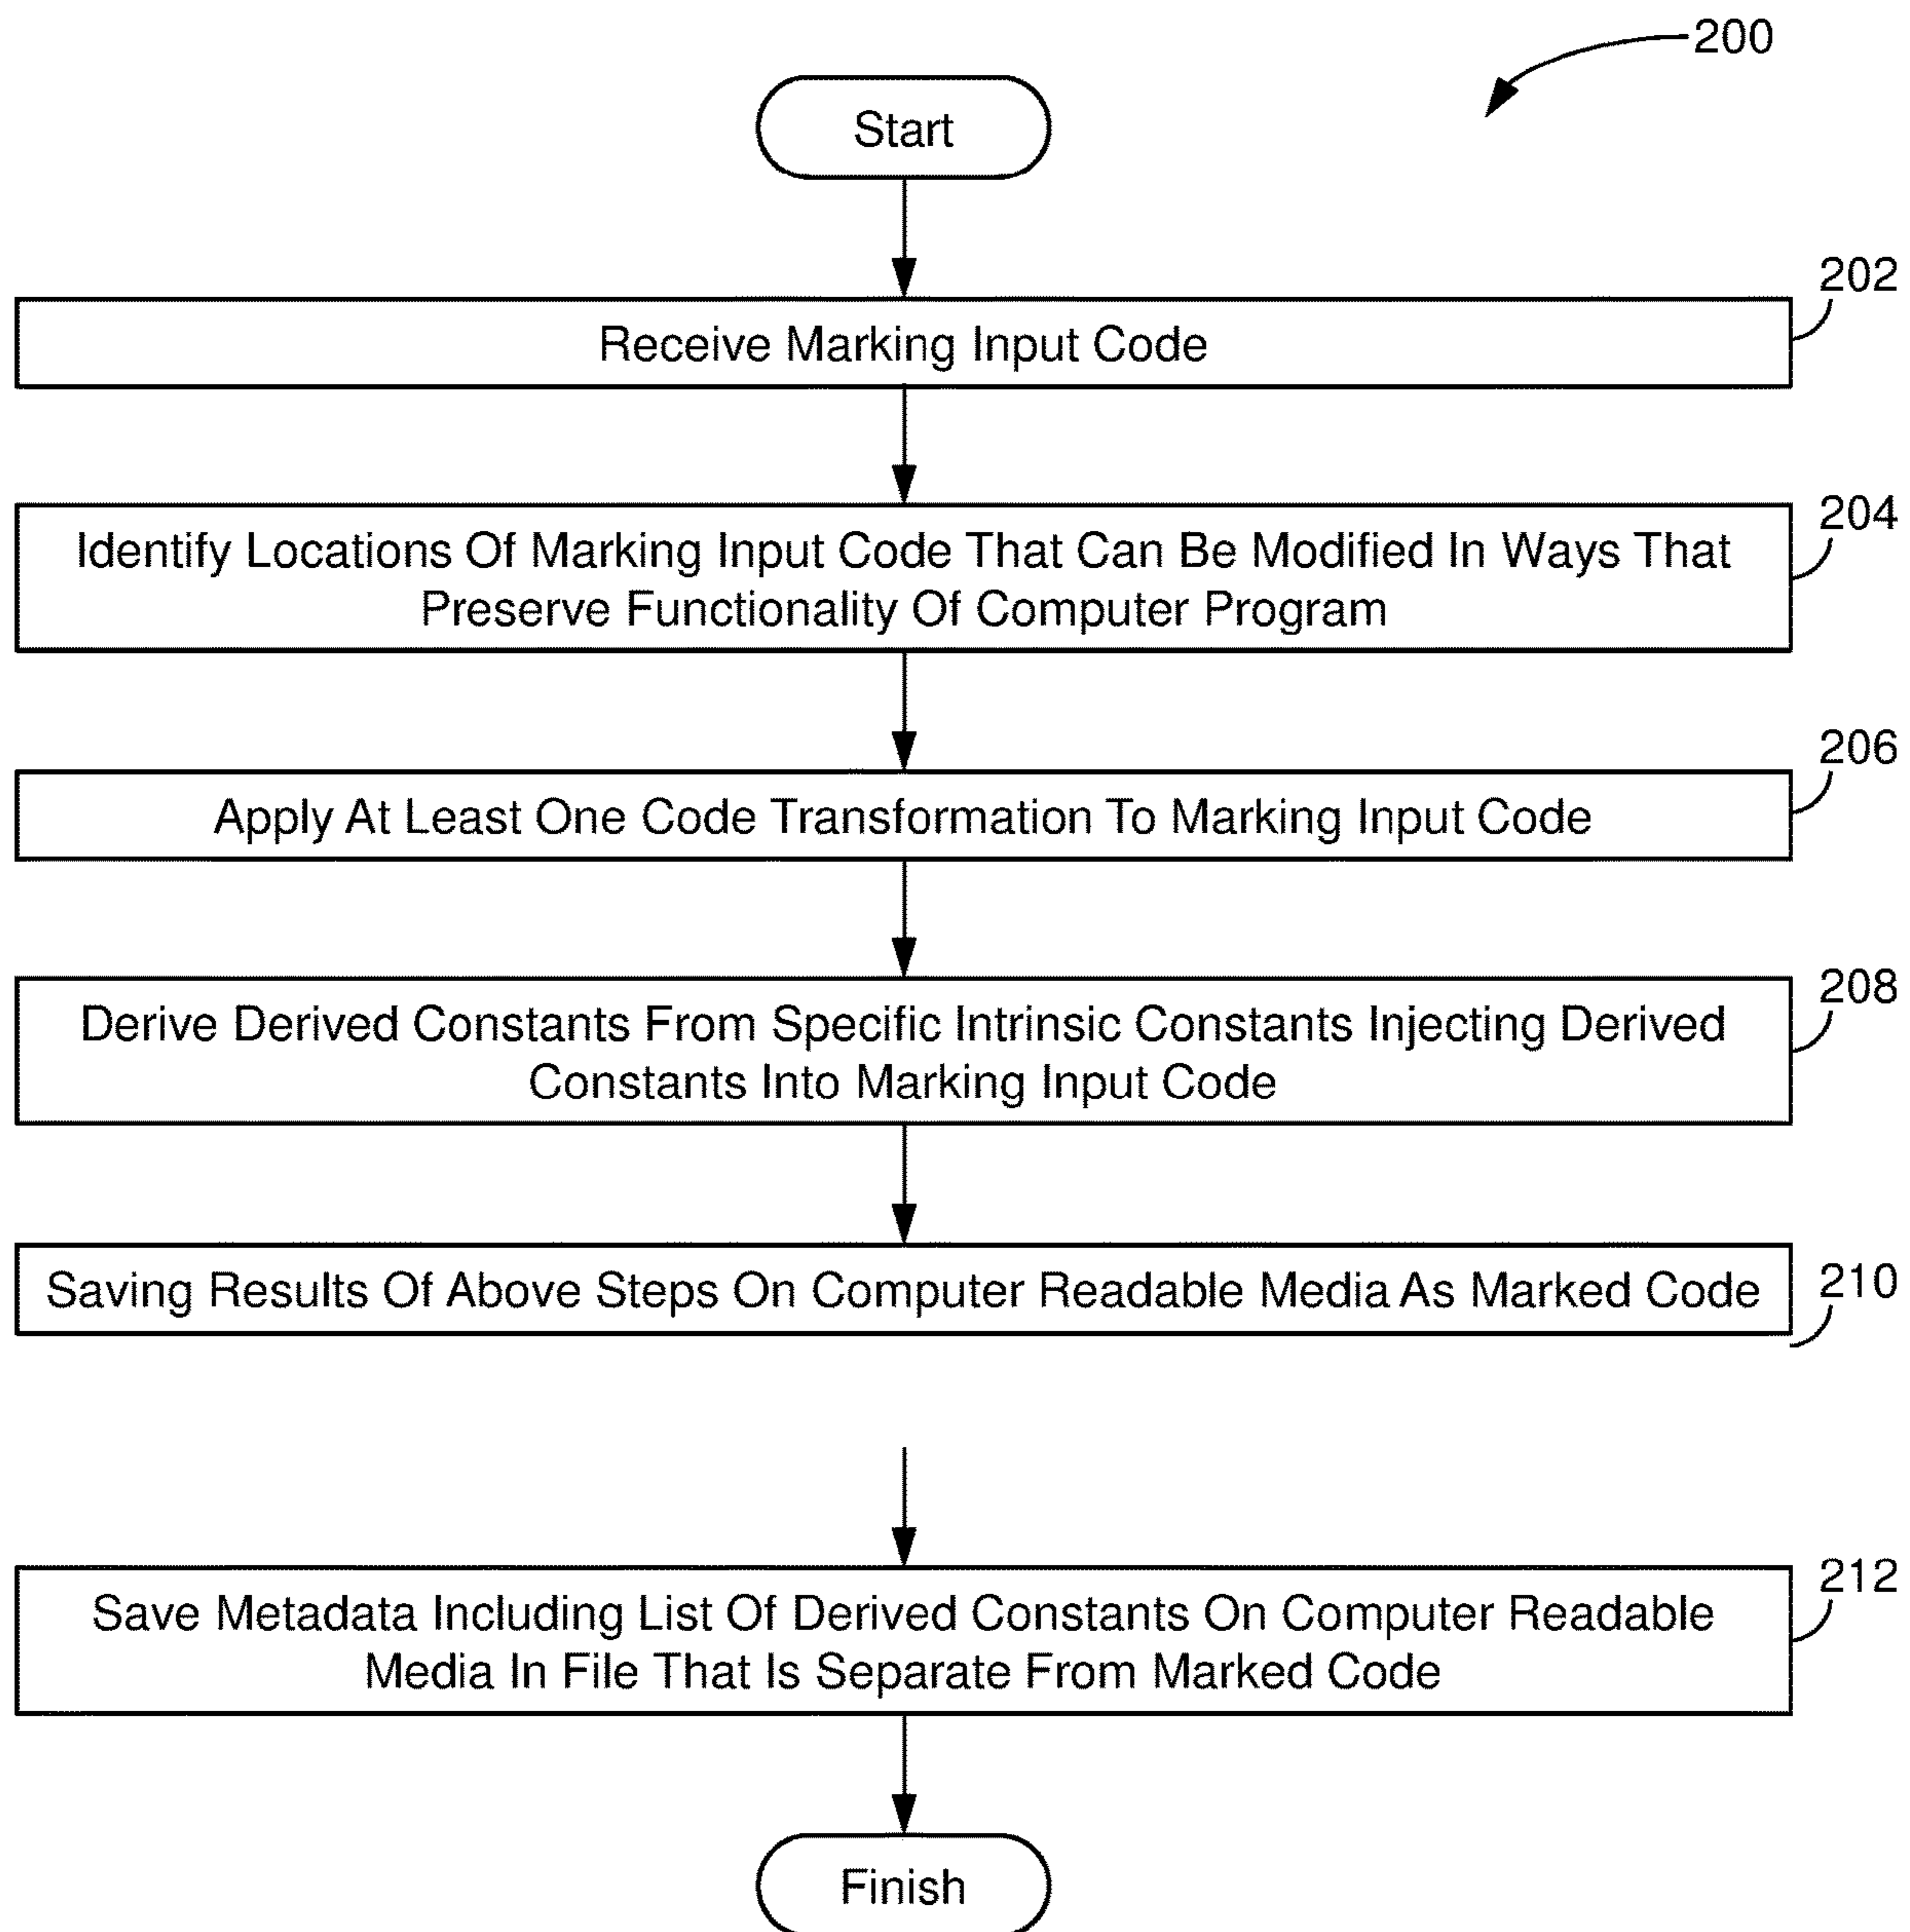 200
Start
202
Receive Marking Input Code
204
Identify Locations Of Marking Input Code That Can Be Modified In Ways That
Preserve Functionality Of Computer Program
206
Apply At Least One Code Transformation To Marking Input Code
208
Derive Derived Constants From Specific Intrinsic Constants Injecting Derived
Constants Into Marking Input Code
210
Saving Results Of Above Steps On Computer Readable Media As Marked Code
212
Save Metadata Including List Of Derived Constants On Computer Readable
Media In File That Is Separate From Marked Code
Finish